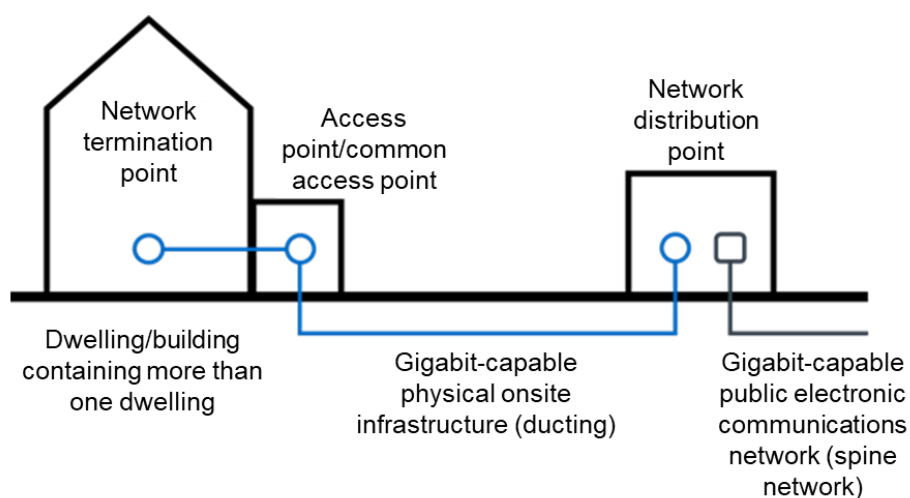 Network
termination
point
Access
point/common
access point
Network
distribution
point
Dwelling/building
containing more than
one dwelling
Gigabit-capable
physical onsite
infrastructure (ducting)
Gigabit-capable
public electronic
communications
network (spine
network)